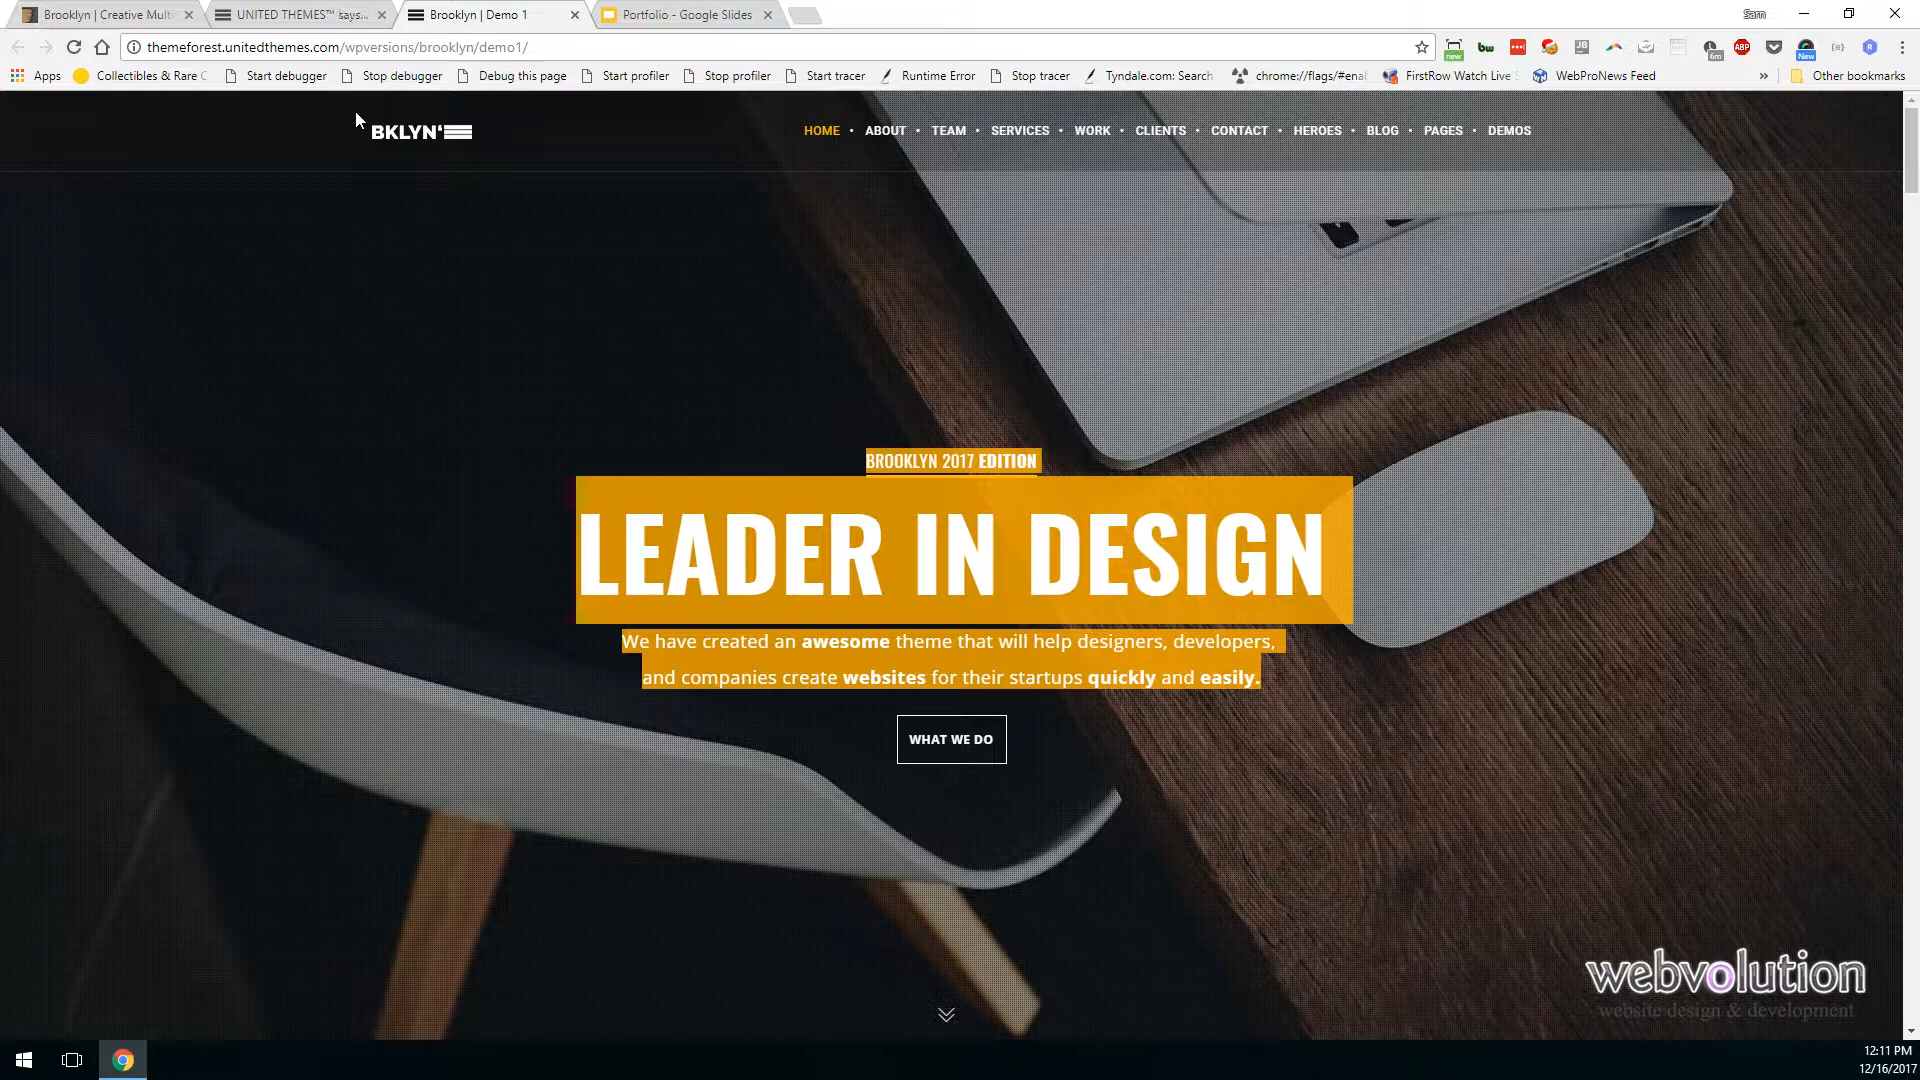 Brooklyn | Creative Multi
UNITED THEMES™ says...
Brooklyn | Demo 1
Portfolio - Google Slides
Sam
themeforest.unitedthemes.com/wpversions/brooklyn/demo1/
Apps
Collectibles & Rare C
Start debugger
Stop debugger
Debug this page
Start profiler
Stop profiler
Start tracer
Runtime Error
Stop tracer
Tyndale.com: Search
chrome://flags/#enab
FirstRow Watch Live S
WebProNews Feed
Other bookmarks
BKLYN'
HOME • ABOUT • TEAM • SERVICES • WORK • CLIENTS • CONTACT • HEROES • BLOG • PAGES • DEMOS
BROOKLYN 2017 EDITION
LEADER IN DESIGN
We have created an awesome theme that will help designers, developers,
and companies create websites for their startups quickly and easily.
WHAT WE DO
webvolution
website design & development
12:11 PM
12/16/2017